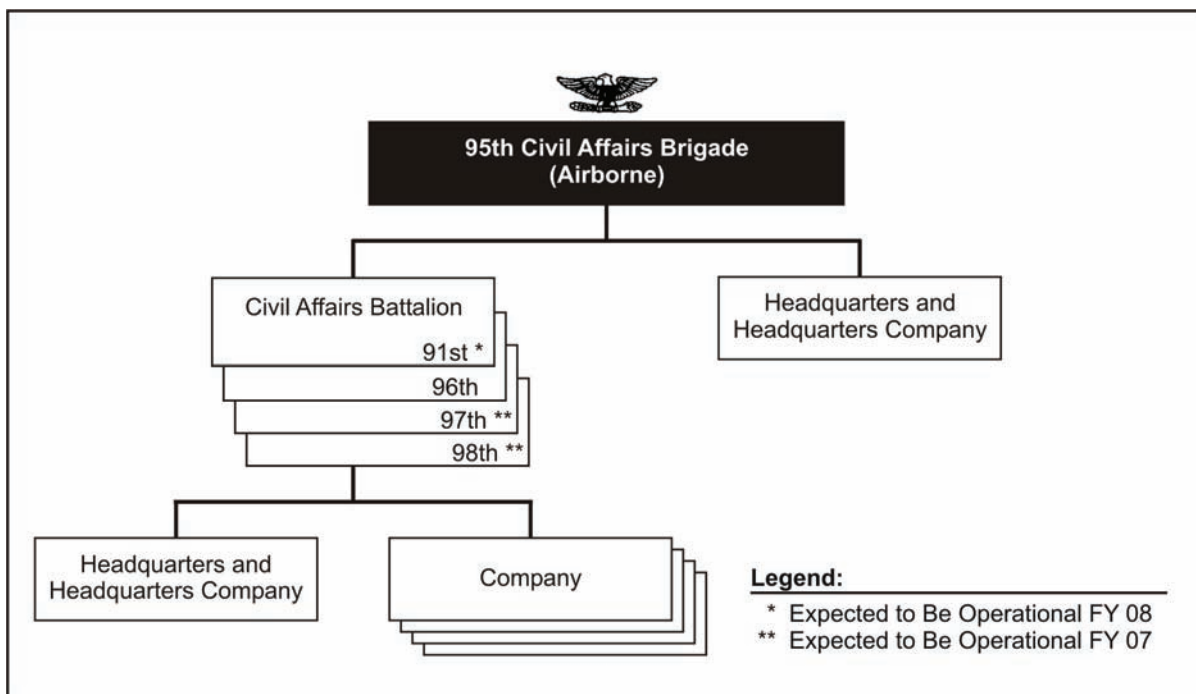 95th Civil Affairs Brigade
(Airborne)
Civil Affairs Battalion
91st *
96th
97th **
98th **
Headquarters and
Headquarters Company
Headquarters and
Headquarters Company
Company
Legend:
* Expected to Be Operational FY 08
** Expected to Be Operational FY 07